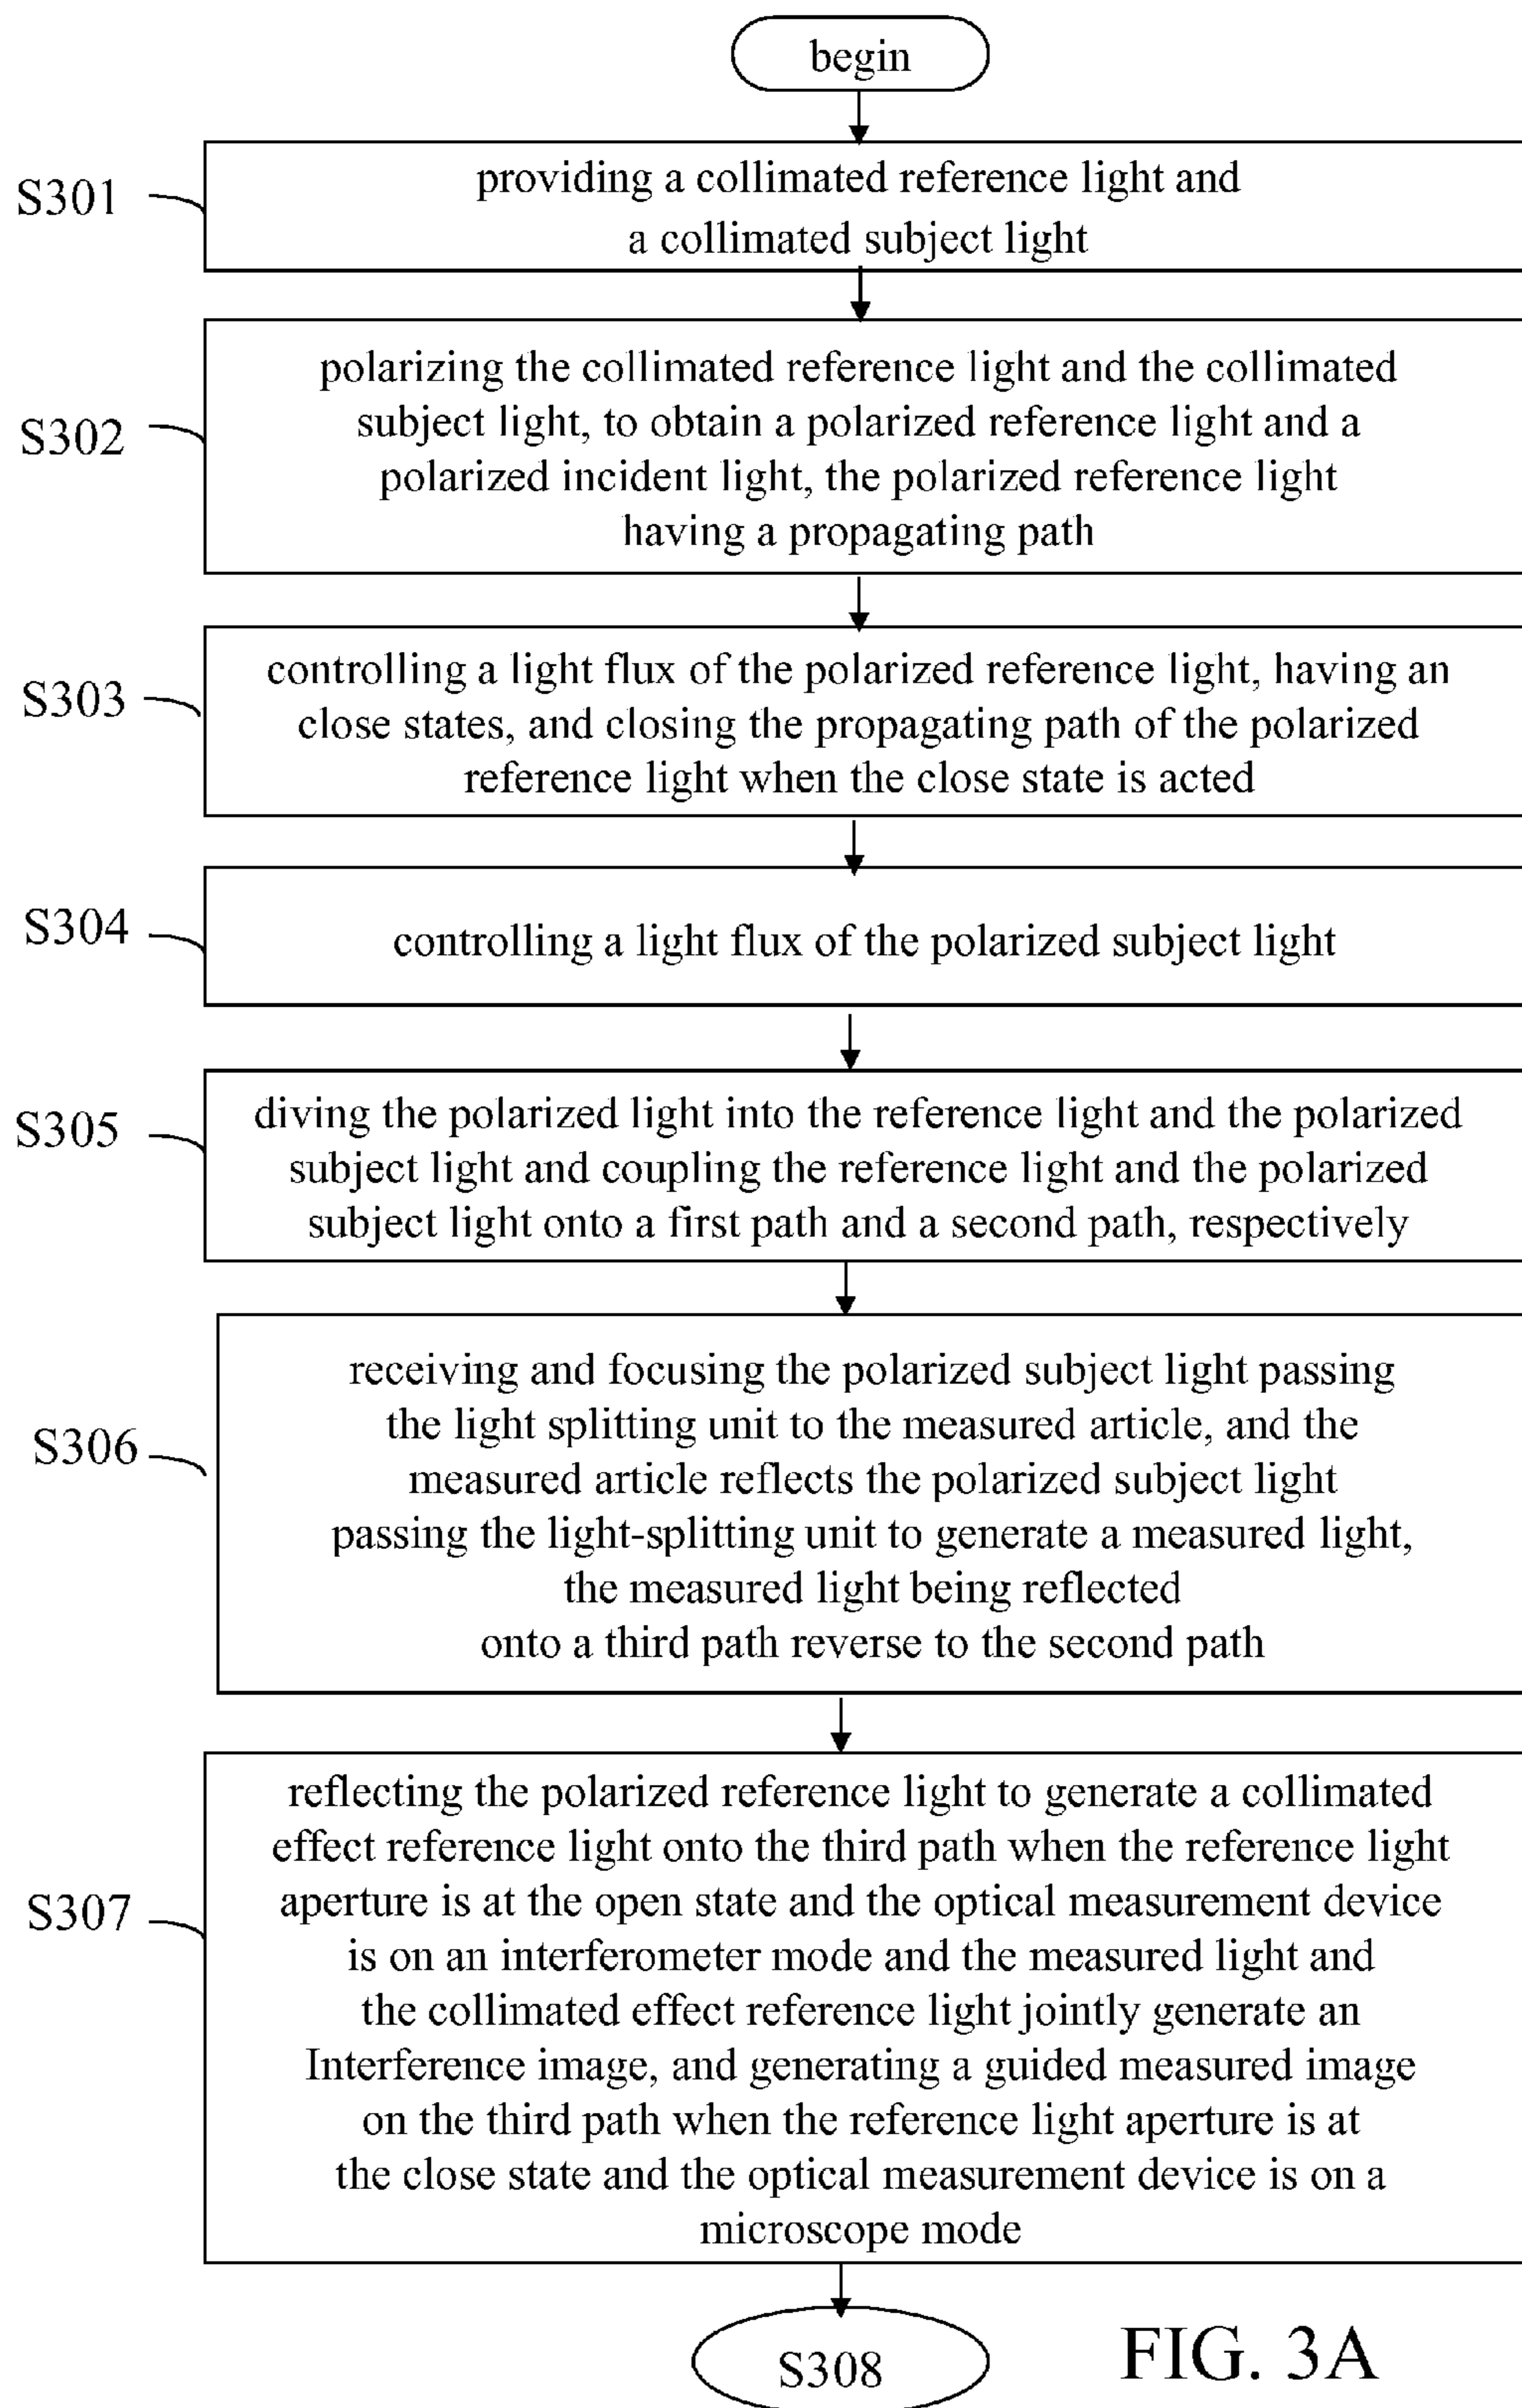 begin
S301
providing a collimated reference light and
a collimated subject light
S302
polarizing the collimated reference light and the collimated
subject light, to obtain a polarized reference light and a
polarized incident light, the polarized reference light
having a propagating path
S303
controlling a light flux of the polarized reference light, having an
close states, and closing the propagating path of the polarized
reference light when the close state is acted
S304
controlling a light flux of the polarized subject light
S305
diving the polarized light into the reference light and the polarized
subject light and coupling the reference light and the polarized
subject light onto a first path and a second path, respectively
S306
receiving and focusing the polarized subject light passing
the light splitting unit to the measured article, and the
measured article reflects the polarized subject light
passing the light-splitting unit to generate a measured light,
the measured light being reflected
onto a third path reverse to the second path
S307
reflecting the polarized reference light to generate a collimated
effect reference light onto the third path when the reference light
aperture is at the open state and the optical measurement device
is on an interferometer mode and the measured light and
the collimated effect reference light jointly generate an
Interference image, and generating a guided measured image
on the third path when the reference light aperture is at
the close state and the optical measurement device is on a
microscope mode
S308
FIG. 3A